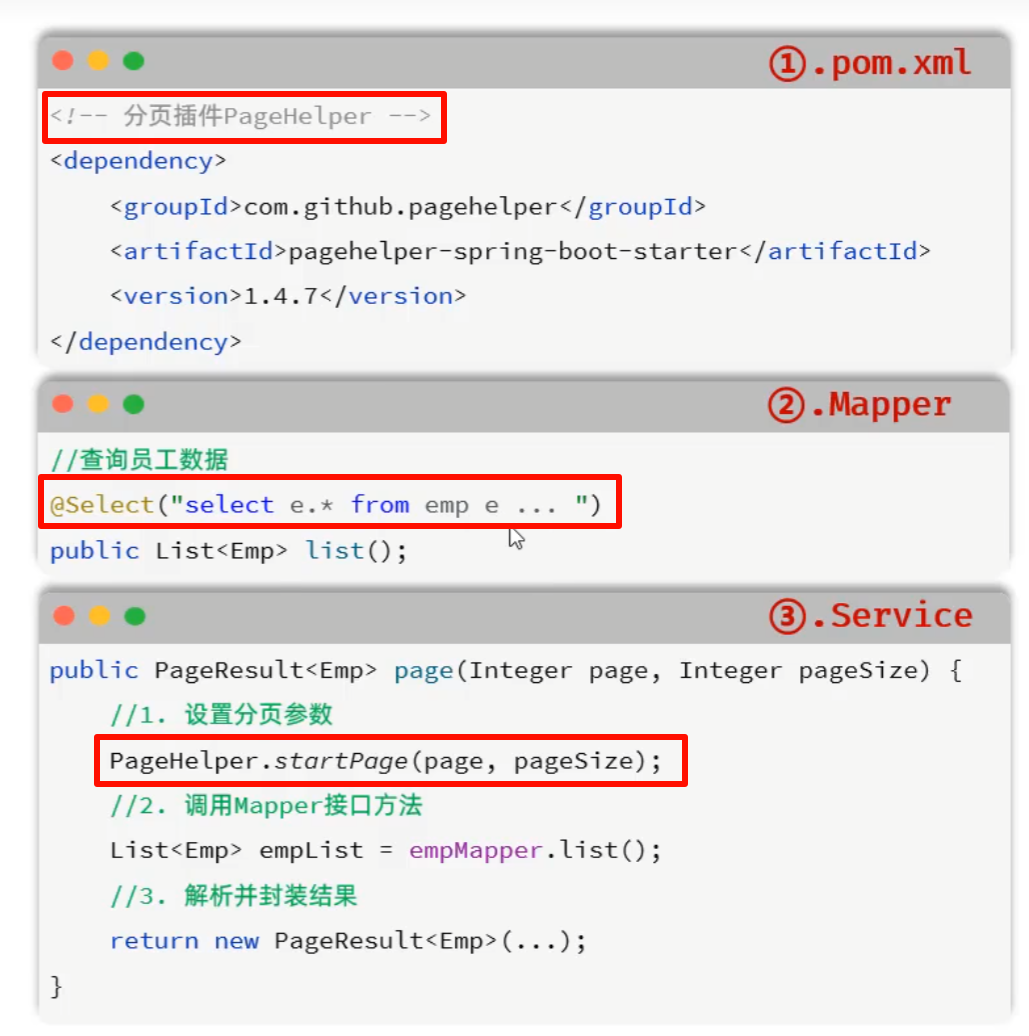 ①.pom.xml
<!-- 分页插件PageHelper -->
<dependency>
<groupId>com.github.pagehelper</groupId>
<artifactId>pagehelper-spring-boot-starter</artifactId>
<version>1.4.7</version>
</dependency>
②.Mapper
//查询员工数据
@Select("select e.* from emp e ... ")
public List<Emp> list();
③.Service
public PageResult<Emp> page(Integer page, Integer pageSize) {
//1. 设置分页参数
PageHelper.startPage(page, pageSize);
//2. 调用Mapper接口方法
List<Emp> empList = empMapper.list();
//3. 解析并封装结果
return new PageResult<Emp>(...);
}